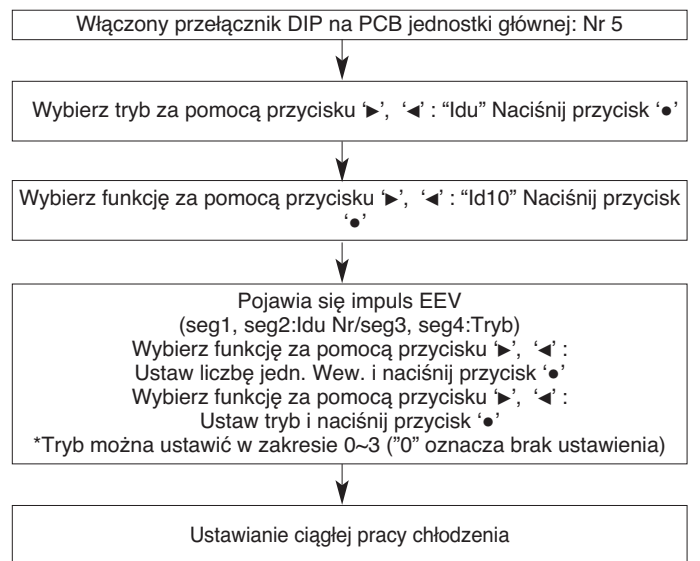 Włączony przełącznik DIP na PCB jednostki głównej: Nr 5
Wybierz tryb za pomocą przycisku ‘►’, ‘◄’ : “Idu” Naciśnij przycisk ‘●’
Wybierz funkcję za pomocą przycisku ‘►’, ‘◄’ : “Id10” Naciśnij przycisk
‘●’
Pojawia się impuls EEV
(seg1, seg2:Idu Nr/seg3, seg4:Tryb)
Wybierz funkcję za pomocą przycisku ‘►’, ‘◄’ :
Ustaw liczbę jedn. Wew. i naciśnij przycisk ‘●’
Wybierz funkcję za pomocą przycisku ‘►’, ‘◄’ :
Ustaw tryb i naciśnij przycisk ‘●’
*Tryb można ustawić w zakresie 0~3 (”0” oznacza brak ustawienia)
Ustawianie ciągłej pracy chłodzenia